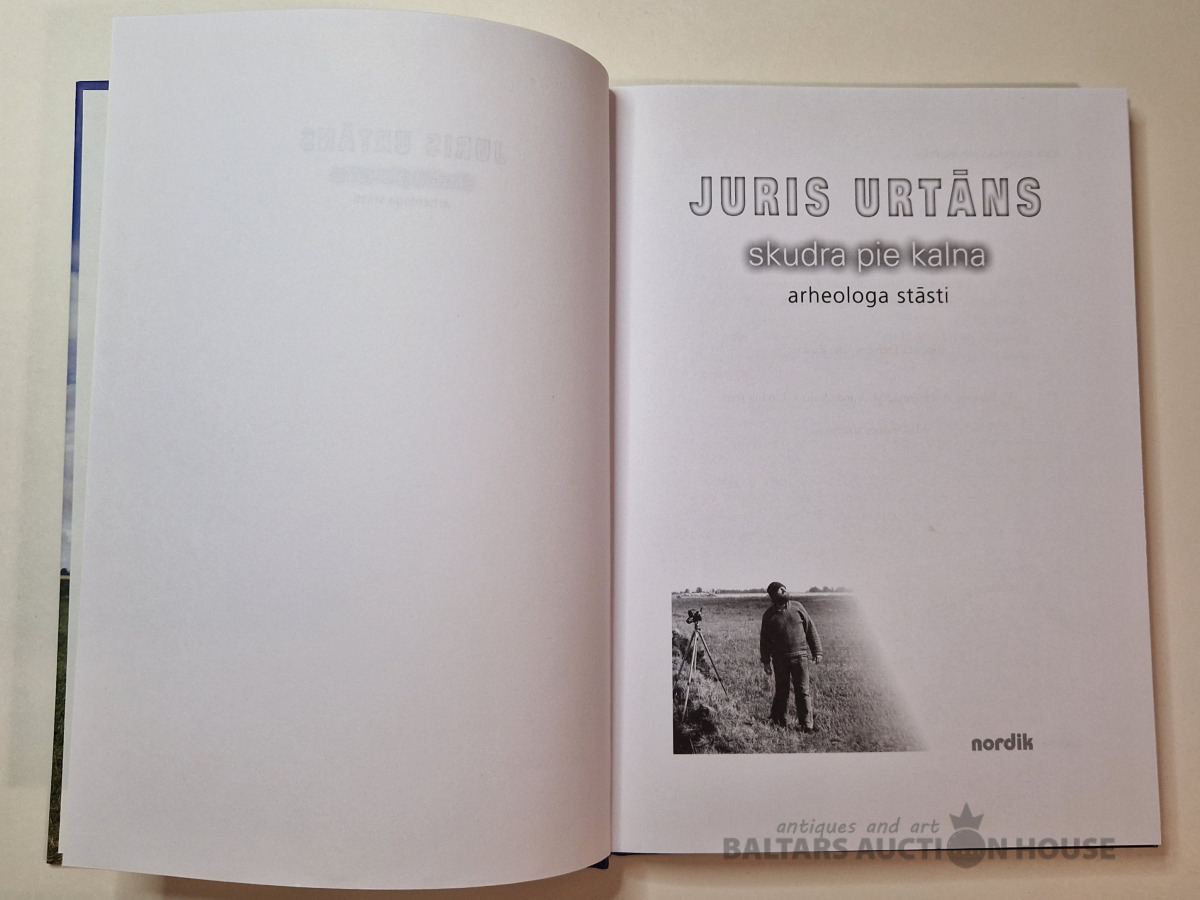 JURIS URTĀNS
skudra pie kalna
arheologa stāsti
nordik
antiques and art
BALTARS AUCTION HOUSE